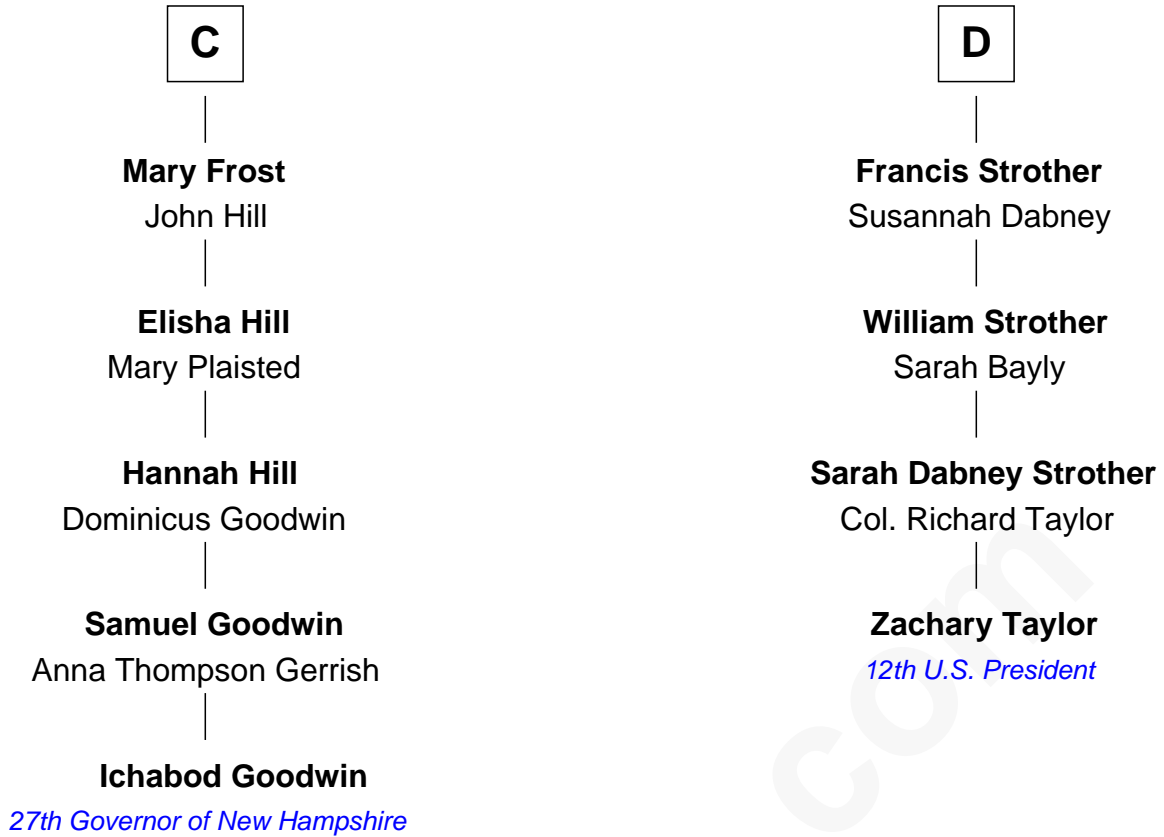 C
Mary Frost
John Hill
Elisha Hill
Mary Plaisted
Hannah Hill
Dominicus Goodwin
Samuel Goodwin
Anna Thompson Gerrish
Ichabod Goodwin
27th Governor of New Hampshire
D
Francis Strother
Susannah Dabney
William Strother
Sarah Bayly
Sarah Dabney Strother
Col. Richard Taylor
Zachary Taylor
12th U.S. President
com